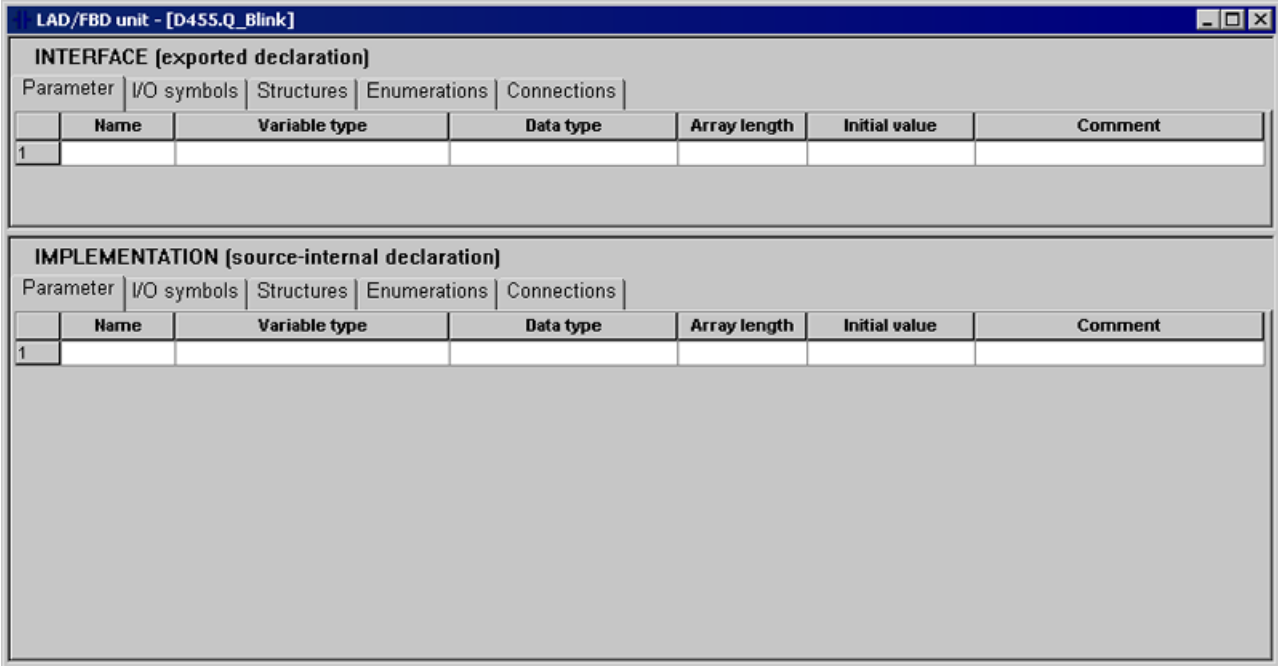 LAD/FBD unit - [D455.Q_Blink]
INTERFACE (exported declaration)
Parameter I/O symbols Structures Enumerations Connections
Name Variable type Data type Array length Initial value Comment
1
IMPLEMENTATION (source-internal declaration)
Parameter I/O symbols Structures Enumerations Connections
Name Variable type Data type Array length Initial value Comment
1